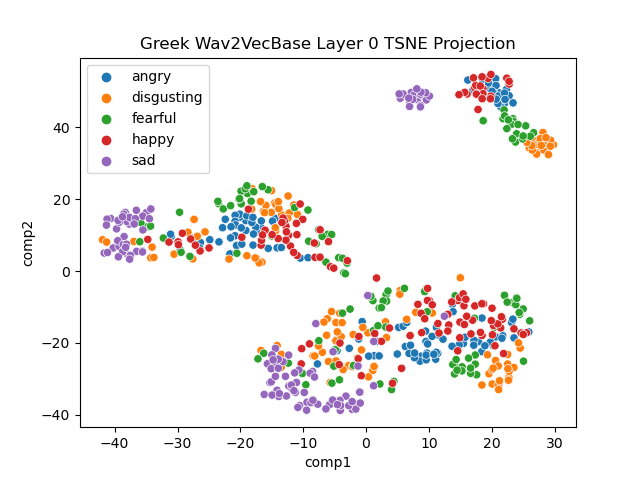 Greek Wav2VecBase Layer 0 TSNE Projection
angry
disgusting
fearful
happy
sad
comp2
40
20
0
−20
−40
−40 −30 −20 −10 0 10 20 30
comp1